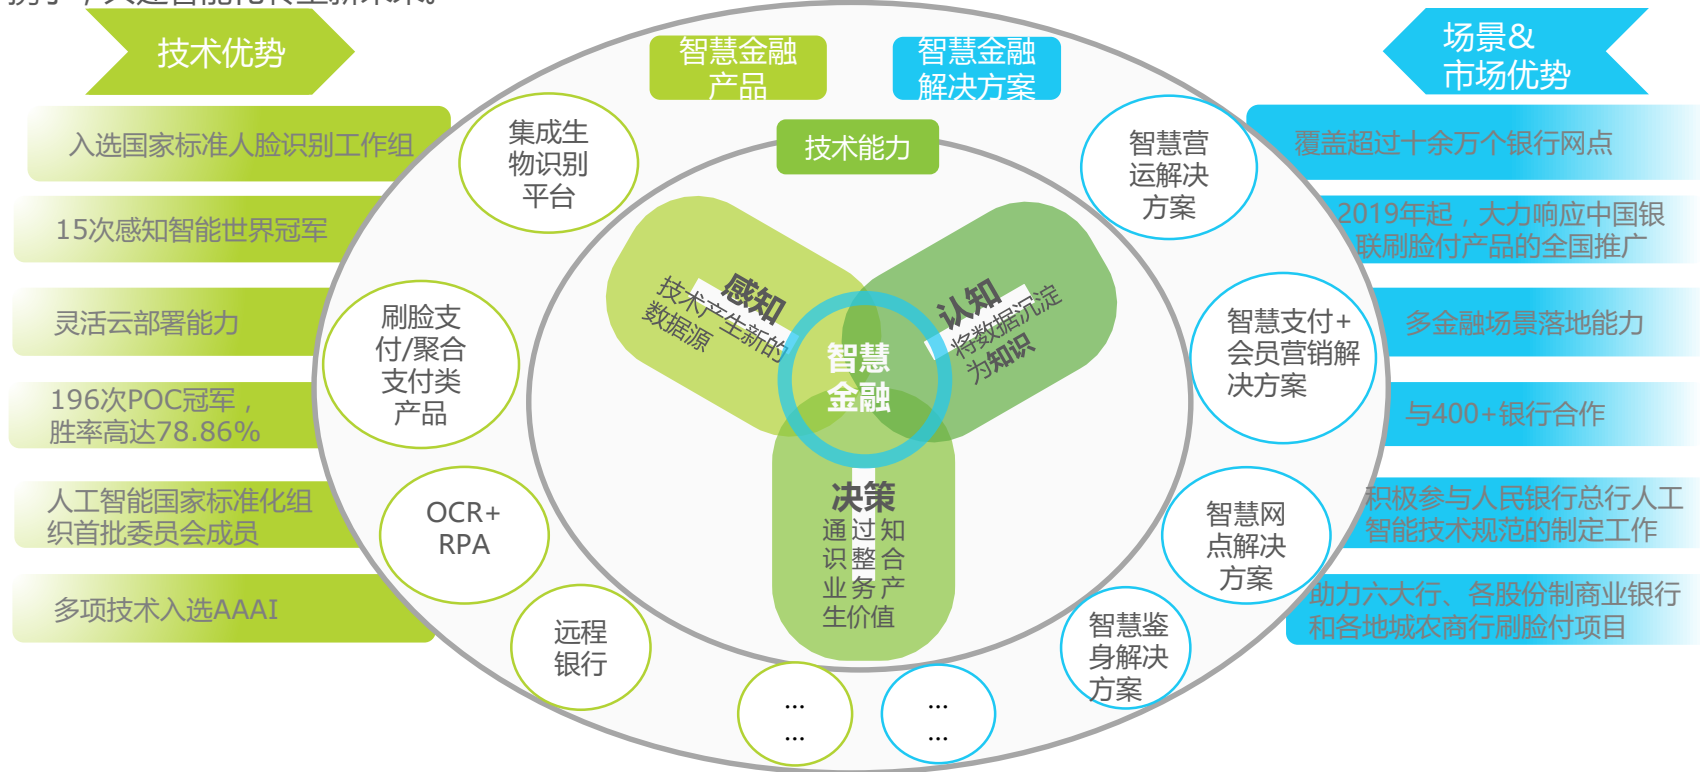 技术优势
入选国家标准人脸识别工作组
15次感知智能世界冠军
灵活云部署能力
196次POC冠军，
胜率高达78.86%
人工智能国家标准化组
织首批委员会成员
多项技术入选AAAI
智慧金融
产品
智慧金融
解决方案
集成生
物识别
平台
刷脸支
付/聚合
支付类
产品
OCR+
RPA
远程
银行
...
...
技术能力
感知
技术产生新的
数据源
认知
将数据沉淀
为知识
智慧
金融
决策
通过知
识整合
业务产
生价值
智慧营
运解决
方案
智慧支付+
会员营销解
决方案
智慧网
点解决
方案
智慧鉴
身解决
方案
...
...
场景&
市场优势
覆盖超过十余万个银行网点
2019年起，大力响应中国银
联刷脸付产品的全国推广
多金融场景落地能力
与400+银行合作
积极参与人民银行总行人工
智能技术规范的制定工作
助力六大行、各股份制商业银行
和各地城农商行刷脸付项目